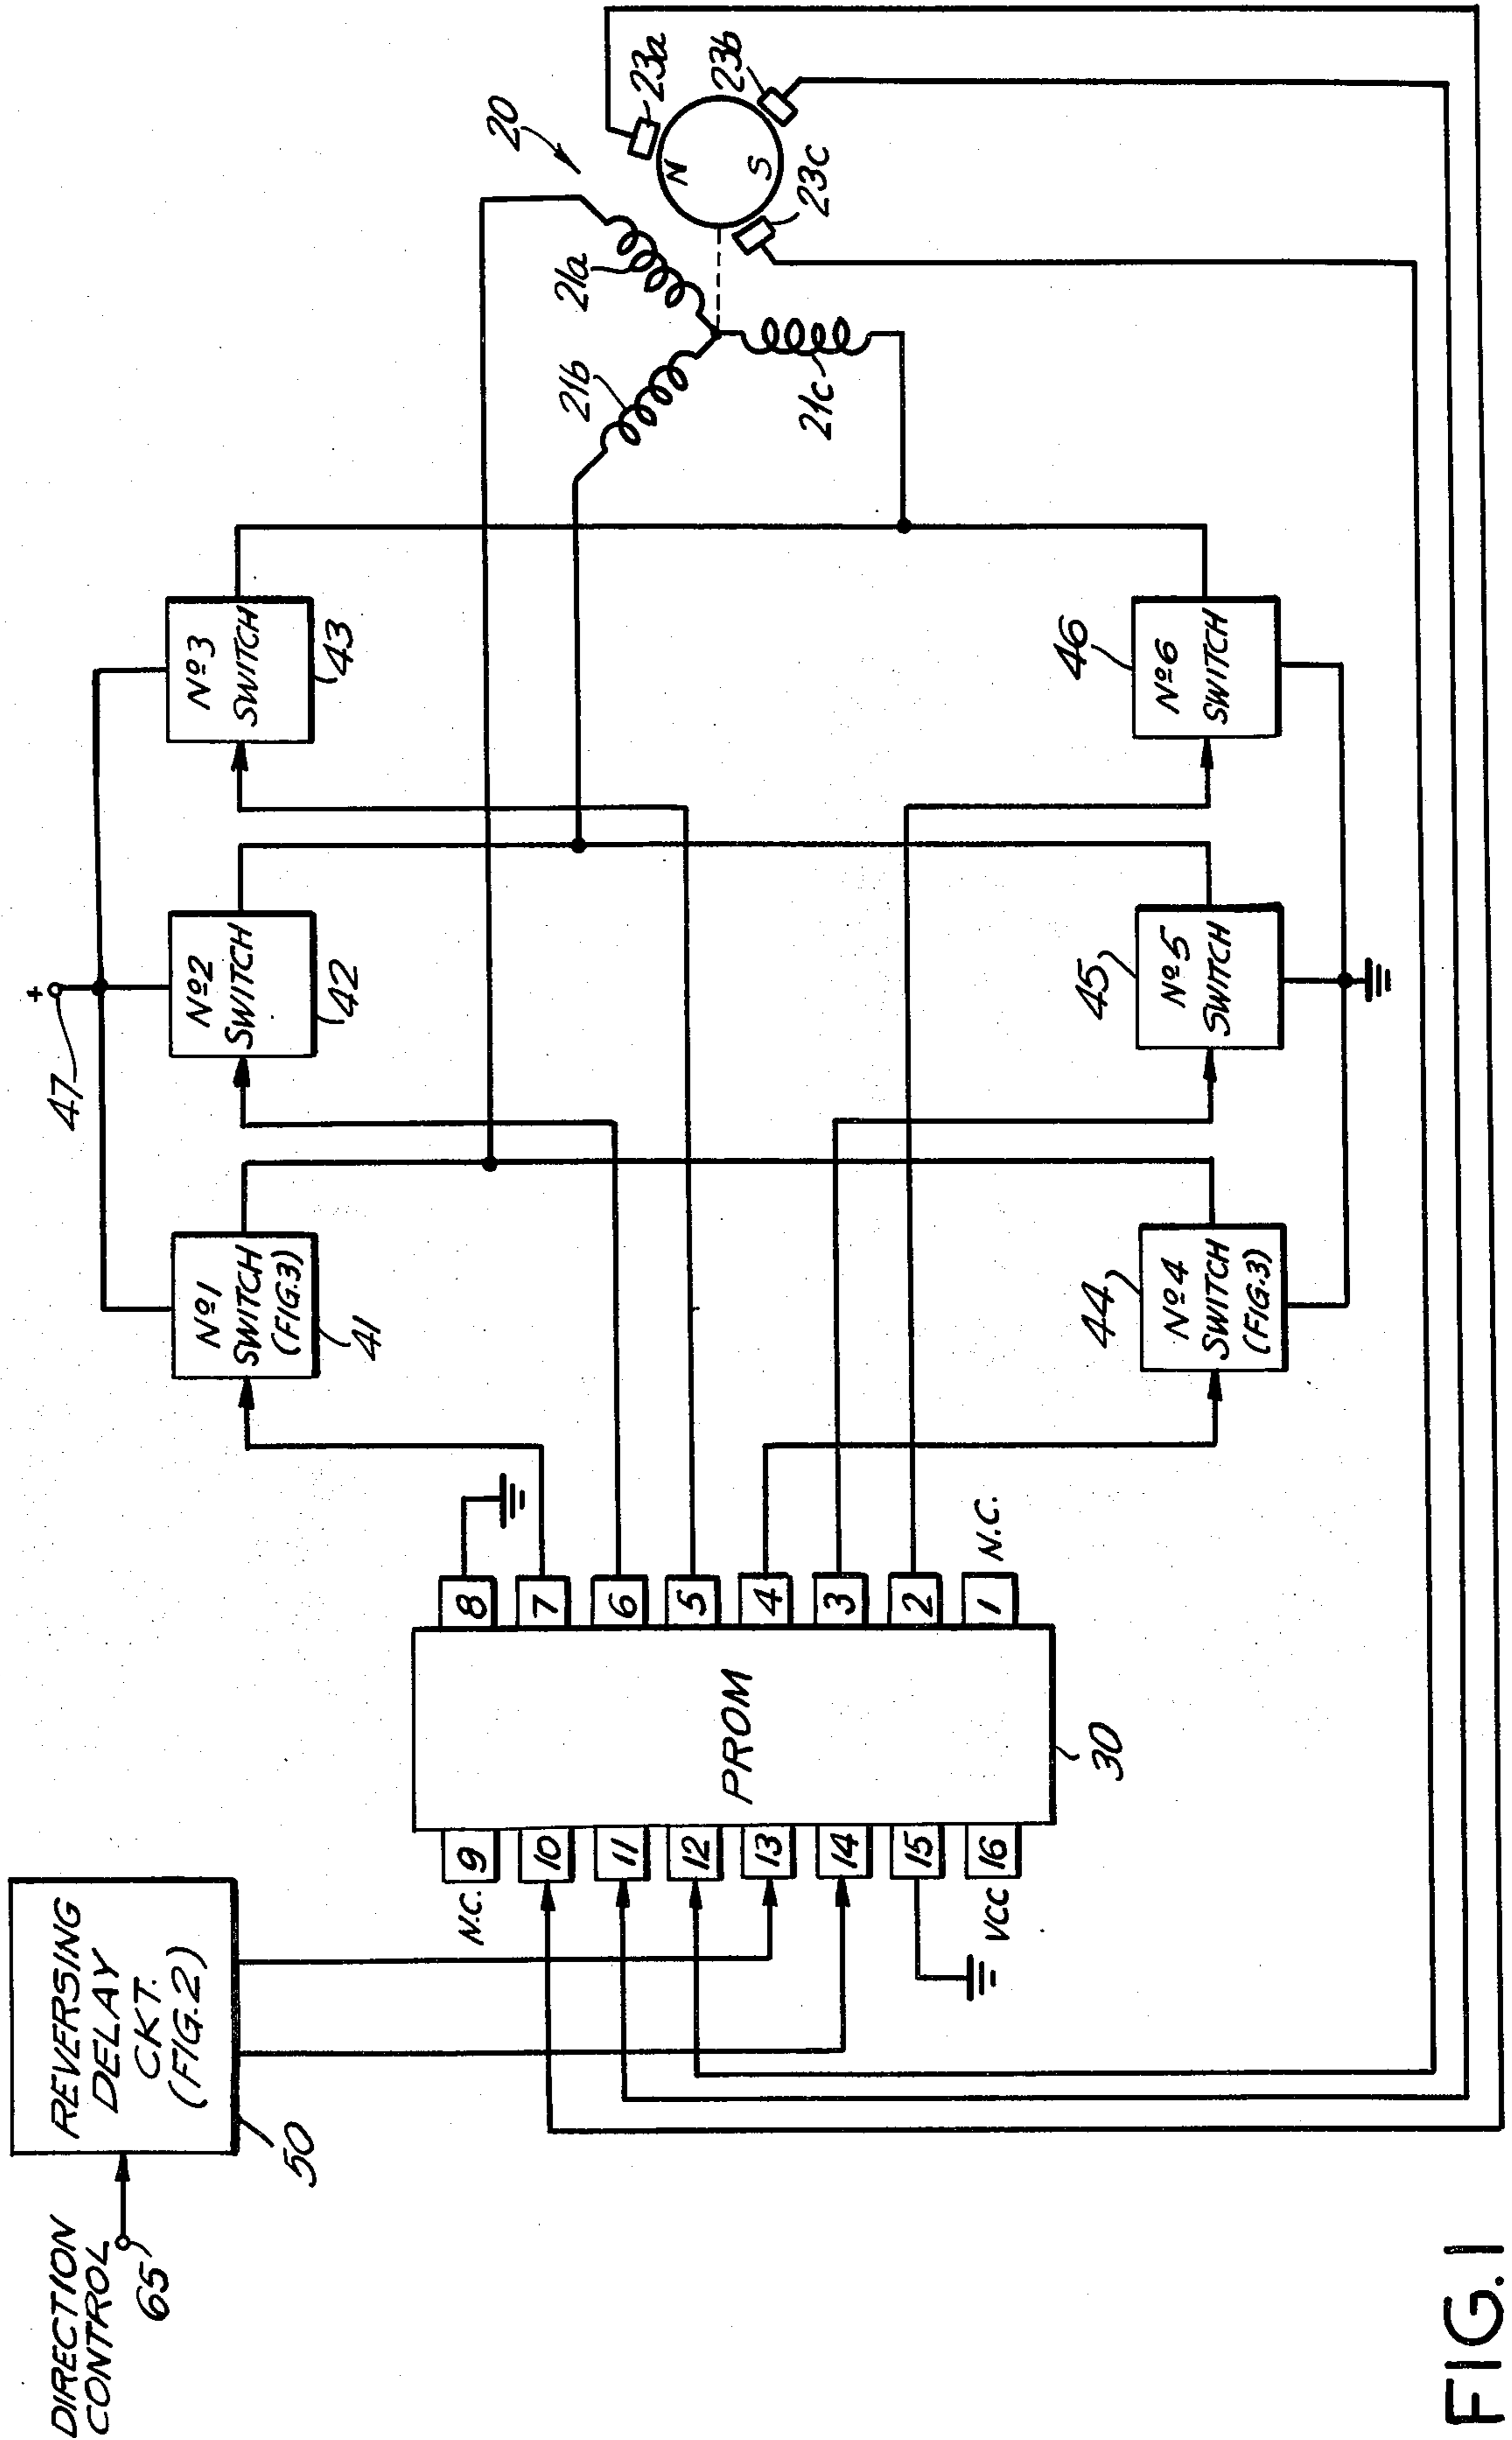 DIRECTION
CONTROL
65
REVERSING
DELAY
CKT.
(FIG.2)
50
47
+
Nº1
SWITCH
(FIG.3)
41
Nº2
SWITCH
42
Nº3
SWITCH
43
N.C.
9
10
11
12
13
14
15
16
VCC
PROM
30
8
7
6
5
4
3
2
1
N.C.
20
21a
21b
21c
N
S
23a
23b
23c
44
Nº4
SWITCH
(FIG.3)
45
Nº5
SWITCH
46
Nº6
SWITCH
FIG.1